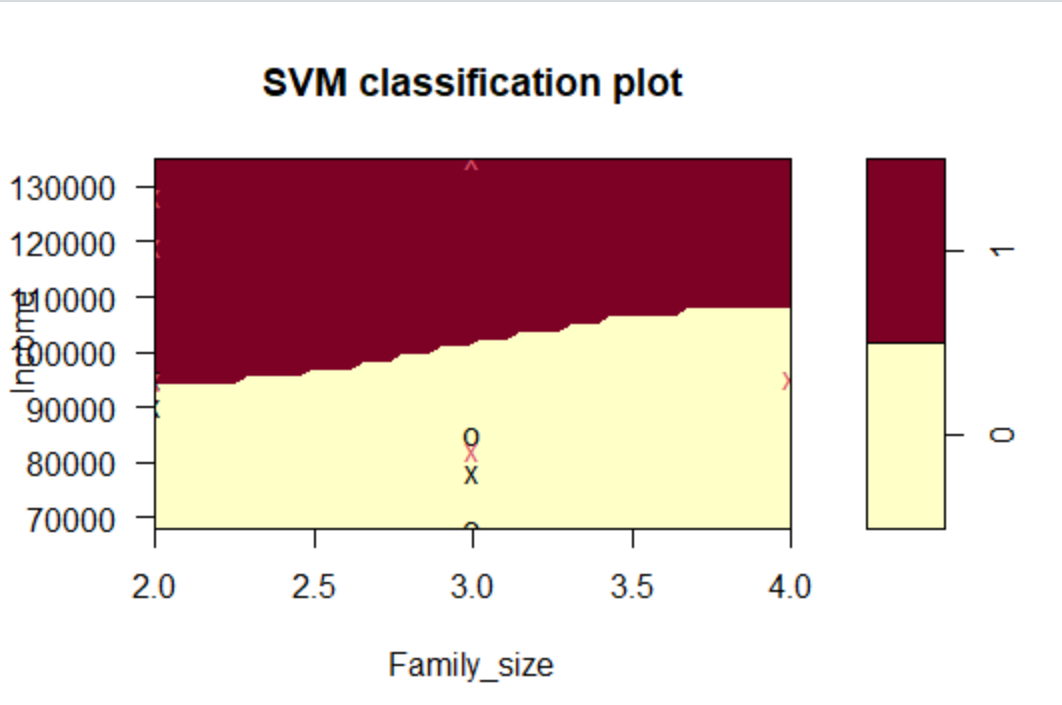 SVM classification plot
130000
120000
110000
100000
90000
80000
70000
Income
x
x
x
x
x
o
x
x
o
x
2.0 2.5 3.0 3.5 4.0
Family_size
1
0